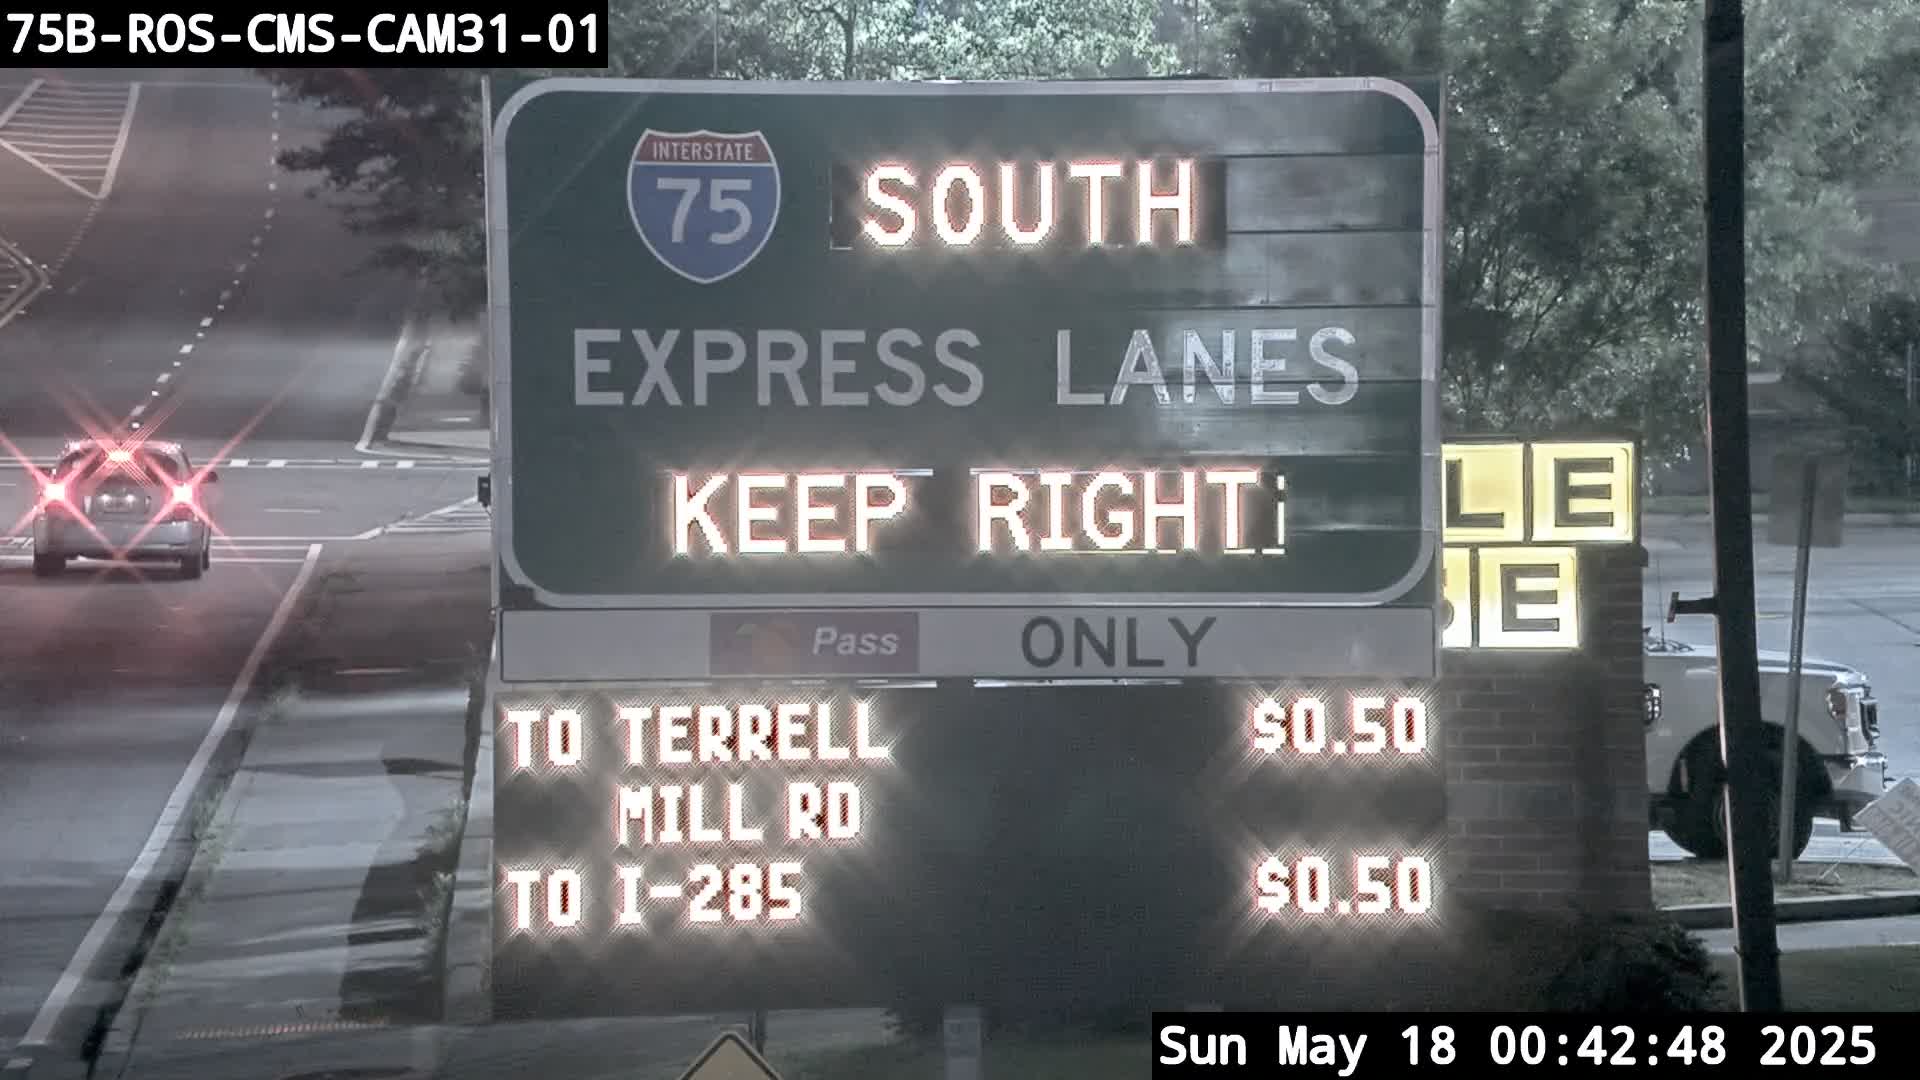 75B-ROS-CMS-CAM31-01
INTERSTATE
75
SOUTH
EXPRESS LANES
KEEP RIGHT
Pass
ONLY
TO TERRELL $0.50
MILL RD
TO I-285 $0.50
LE
E
Sun May 18 00:42:48 2025